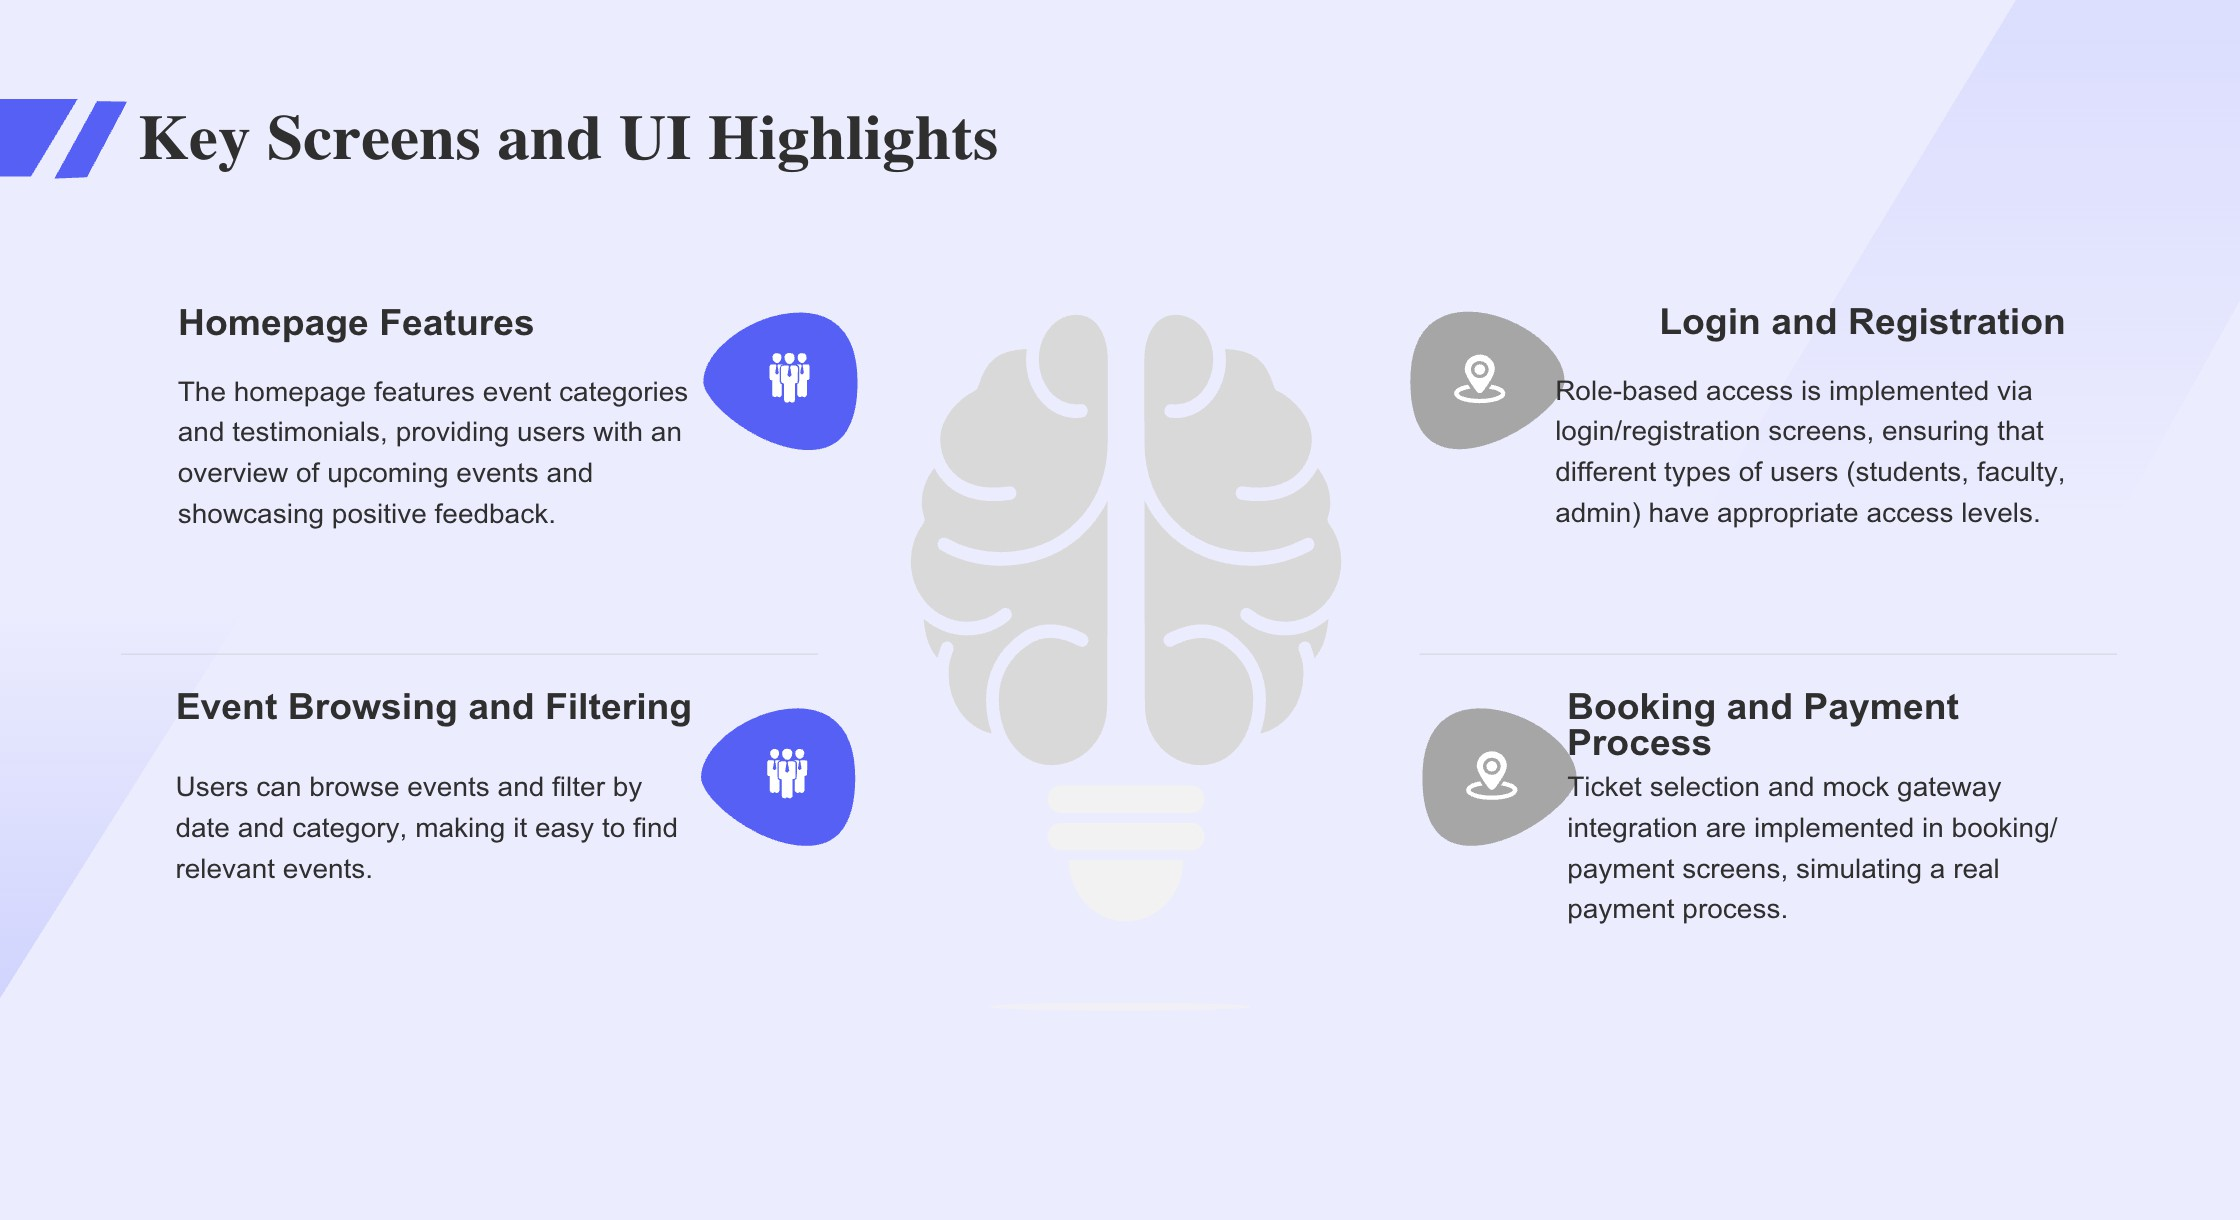 Key Screens and UI Highlights
Homepage Features
The homepage features event categories
and testimonials, providing users with an
overview of upcoming events and
showcasing positive feedback.
Login and Registration
Role-based access is implemented via
login/registration screens, ensuring that
different types of users (students, faculty,
admin) have appropriate access levels.
Event Browsing and Filtering
Users can browse events and filter by
date and category, making it easy to find
relevant events.
Booking and Payment
Process
Ticket selection and mock gateway
integration are implemented in booking/
payment screens, simulating a real
payment process.